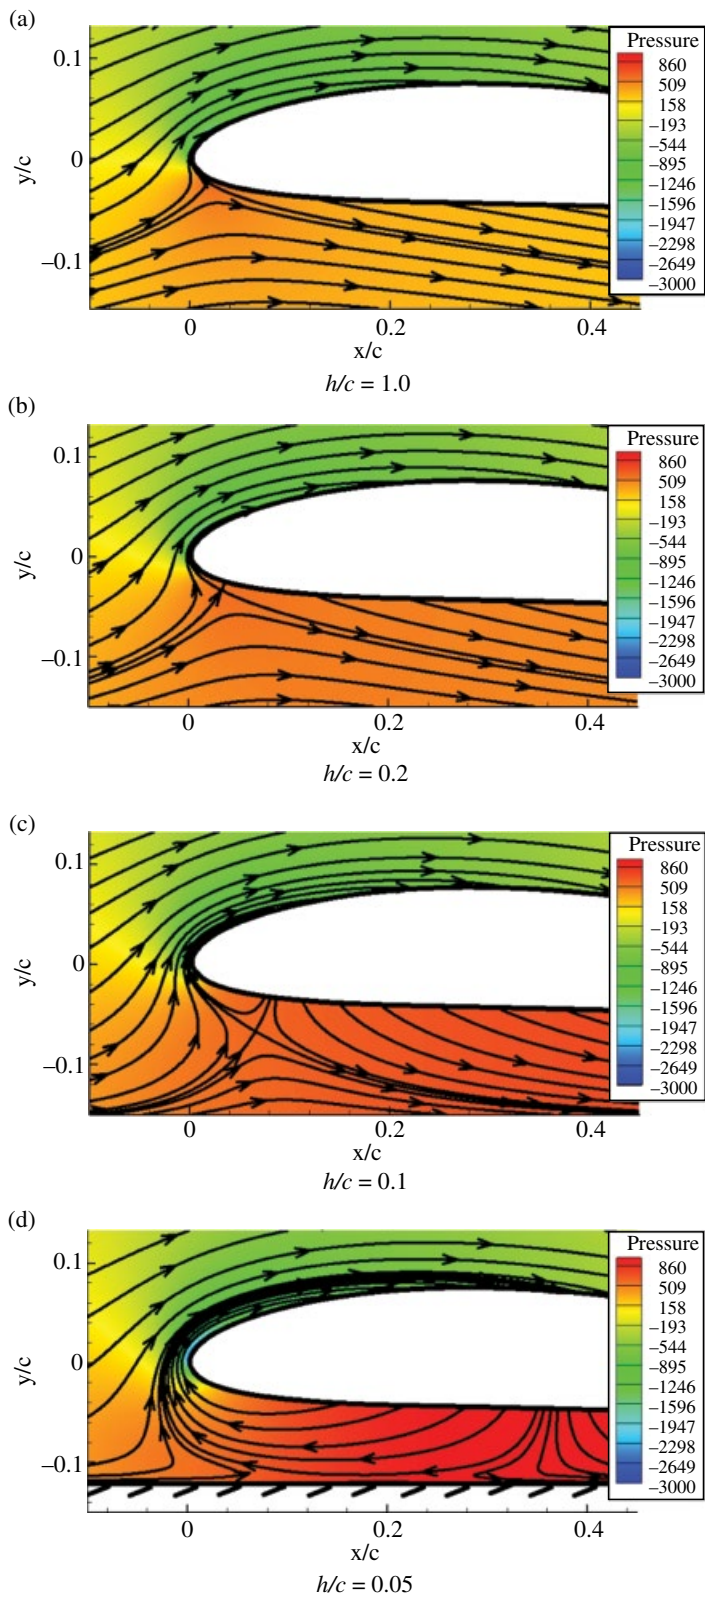 (a)
Pressure
860
509
158
−193
−544
−895
−1246
−1596
−1947
−2298
−2649
−3000
0.1
0
−0.1
y/c
0 0.2 0.4
x/c
h/c = 1.0
(b)
Pressure
860
509
158
−193
−544
−895
−1246
−1596
−1947
−2298
−2649
−3000
0.1
0
−0.1
y/c
0 0.2 0.4
x/c
h/c = 0.2
(c)
Pressure
860
509
158
−193
−544
−895
−1246
−1596
−1947
−2298
−2649
−3000
0.1
0
−0.1
y/c
0 0.2 0.4
x/c
h/c = 0.1
(d)
Pressure
860
509
158
−193
−544
−895
−1246
−1596
−1947
−2298
−2649
−3000
0.1
0
−0.1
y/c
0 0.2 0.4
x/c
h/c = 0.05